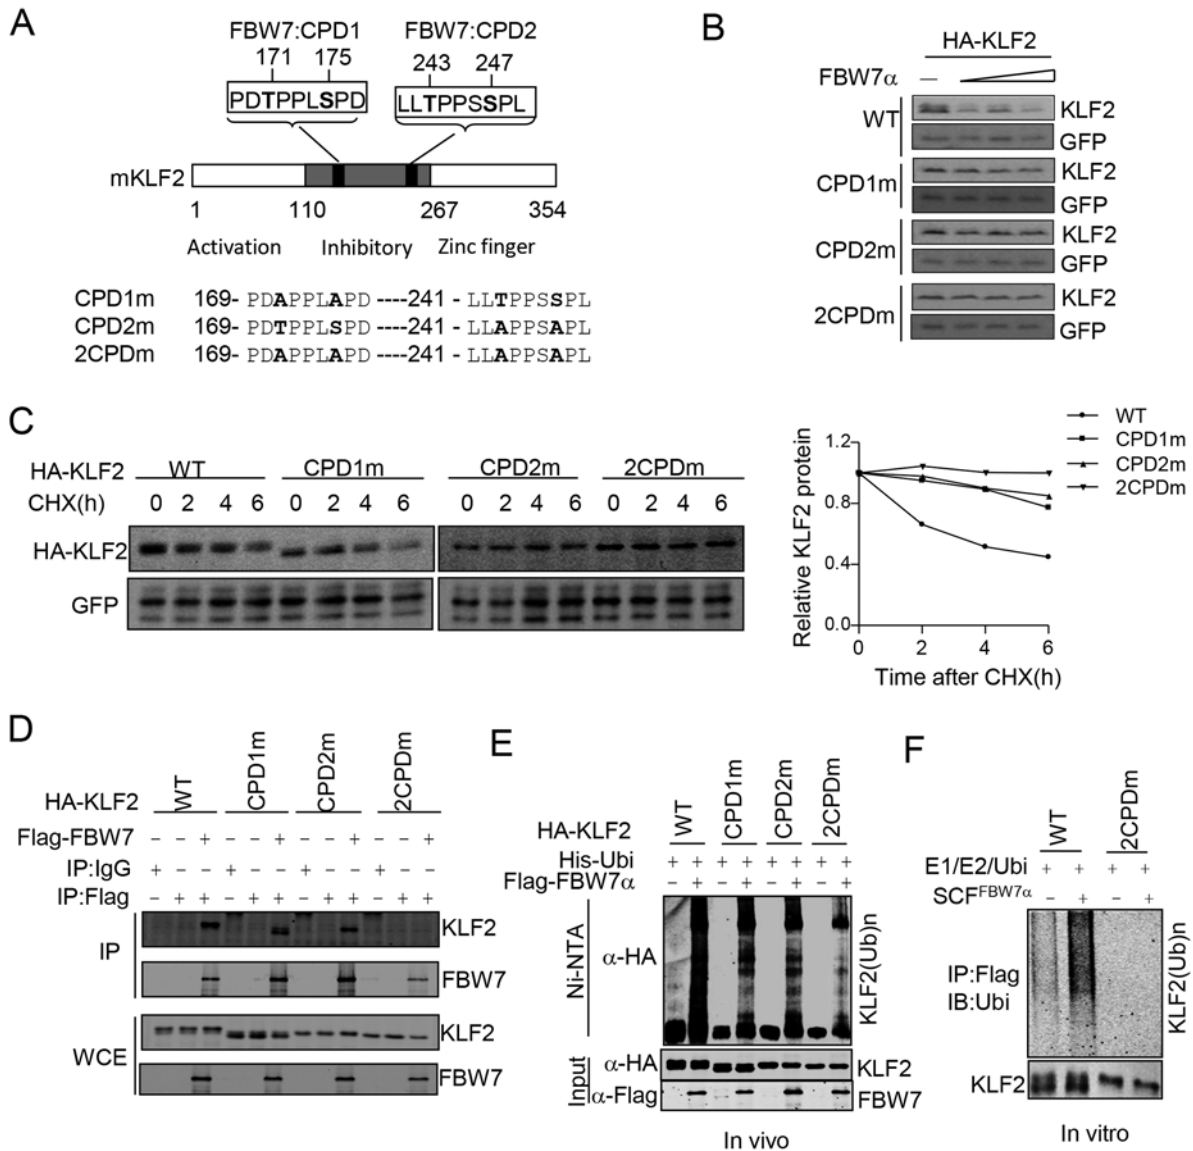 A
FBW7:CPD1
FBW7:CPD2
171 175
243 247
PDTPPLSPD
LLTPPSSPL
mKLF2
1 110 267 354
Activation Inhibitory Zinc finger
CPD1m 169- PDAPPLAPD ----241 - LLTPPSSPL
CPD2m 169- PDTPPLSPD ----241 - LLAPPSAPL
2CPDm 169- PDAPPLAPD ----241 - LLAPPSAPL
B
HA-KLF2
FBW7α —
WT KLF2
GFP
CPD1m KLF2
GFP
CPD2m KLF2
GFP
2CPDm KLF2
GFP
C
HA-KLF2 WT CPD1m CPD2m 2CPDm
CHX(h) 0 2 4 6 0 2 4 6 0 2 4 6 0 2 4 6
HA-KLF2
GFP
WT
CPD1m
CPD2m
2CPDm
Relative KLF2 protein
1.2
0.8
0.4
0.0
0 2 4 6
Time after CHX(h)
D
HA-KLF2 WT CPD1m CPD2m 2CPDm
Flag-FBW7 - - + - - + - - + - - +
IP:IgG + - - + - - + - - + - -
IP:Flag - + + - + + - + + - + +
IP KLF2
FBW7
WCE KLF2
FBW7
E
HA-KLF2 WT CPD1m CPD2m 2CPDm
His-Ubi + + + + + + + +
Flag-FBW7α - + - + - + - +
Ni-NTA α-HA KLF2(Ub)n
Input α-HA KLF2
α-Flag FBW7
In vivo
F
WT 2CPDm
E1/E2/Ubi + + + +
SCFFBW7α - + - +
IP:Flag
IB:Ubi
KLF2(Ub)n
KLF2
In vitro